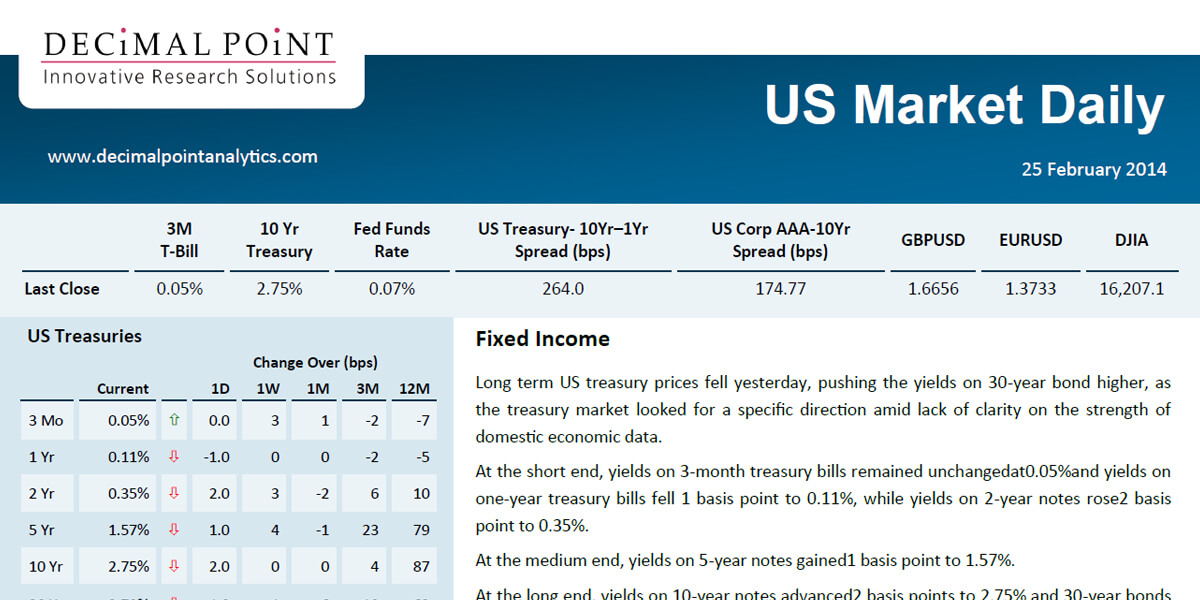 DECiMAL POiNT
Innovative Research Solutions
www.decimalpointanalytics.com
US Market Daily
25 February 2014
3M T-Bill 10 Yr Treasury Fed Funds Rate US Treasury- 10Yr–1Yr Spread (bps) US Corp AAA-10Yr Spread (bps) GBPUSD EURUSD DJIA
Last Close 0.05% 2.75% 0.07% 264.0 174.77 1.6656 1.3733 16,207.1
US Treasuries
Change Over (bps)
Current 1D 1W 1M 3M 12M
3 Mo 0.05% ⇧ 0.0 3 1 -2 -7
1 Yr 0.11% ⇩ -1.0 0 0 -2 -5
2 Yr 0.35% ⇩ 2.0 3 -2 6 10
5 Yr 1.57% ⇩ 1.0 4 -1 23 79
10 Yr 2.75% ⇩ 2.0 0 0 4 87
Fixed Income
Long term US treasury prices fell yesterday, pushing the yields on 30-year bond higher, as
the treasury market looked for a specific direction amid lack of clarity on the strength of
domestic economic data.
At the short end, yields on 3-month treasury bills remained unchangedat0.05%and yields on
one-year treasury bills fell 1 basis point to 0.11%, while yields on 2-year notes rose2 basis
point to 0.35%.
At the medium end, yields on 5-year notes gained1 basis point to 1.57%.
At the long end, yields on 10-year notes advanced2 basis points to 2.75% and 30-year bonds